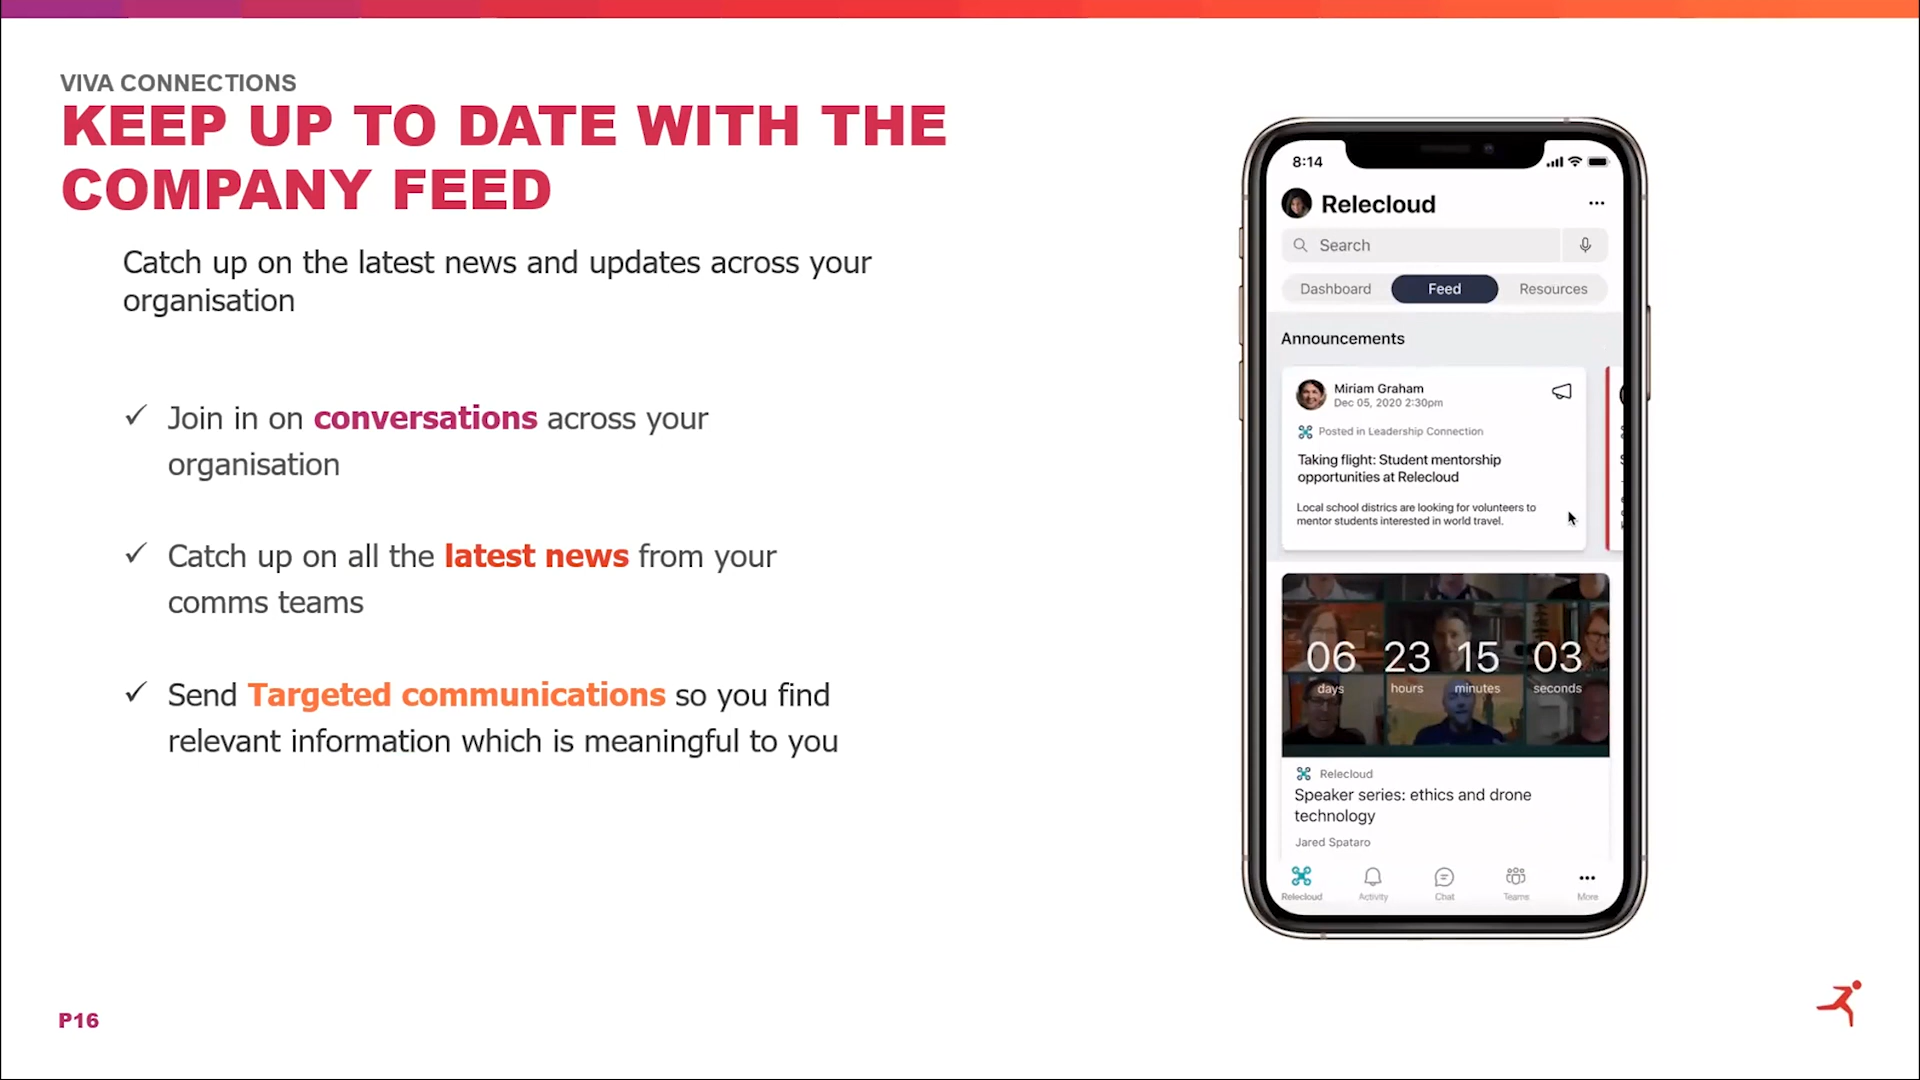 VIVA CONNECTIONS
KEEP UP TO DATE WITH THE
COMPANY FEED
Catch up on the latest news and updates across your
organisation
✓ Join in on conversations across your
organisation
✓ Catch up on all the latest news from your
comms teams
✓ Send Targeted communications so you find
relevant information which is meaningful to you
P16
8:14
Relecloud
Search
Dashboard Feed Resources
Announcements
Miriam Graham
Dec 05, 2020 2:30pm
Posted in Leadership Connection
Taking flight: Student mentorship
opportunities at Relecloud
Local school districs are looking for volunteers to
mentor students interested in world travel.
06 23 15 03
days hours minutes seconds
Relecloud
Speaker series: ethics and drone
technology
Jared Spataro
Relecloud Activity Chat Teams More